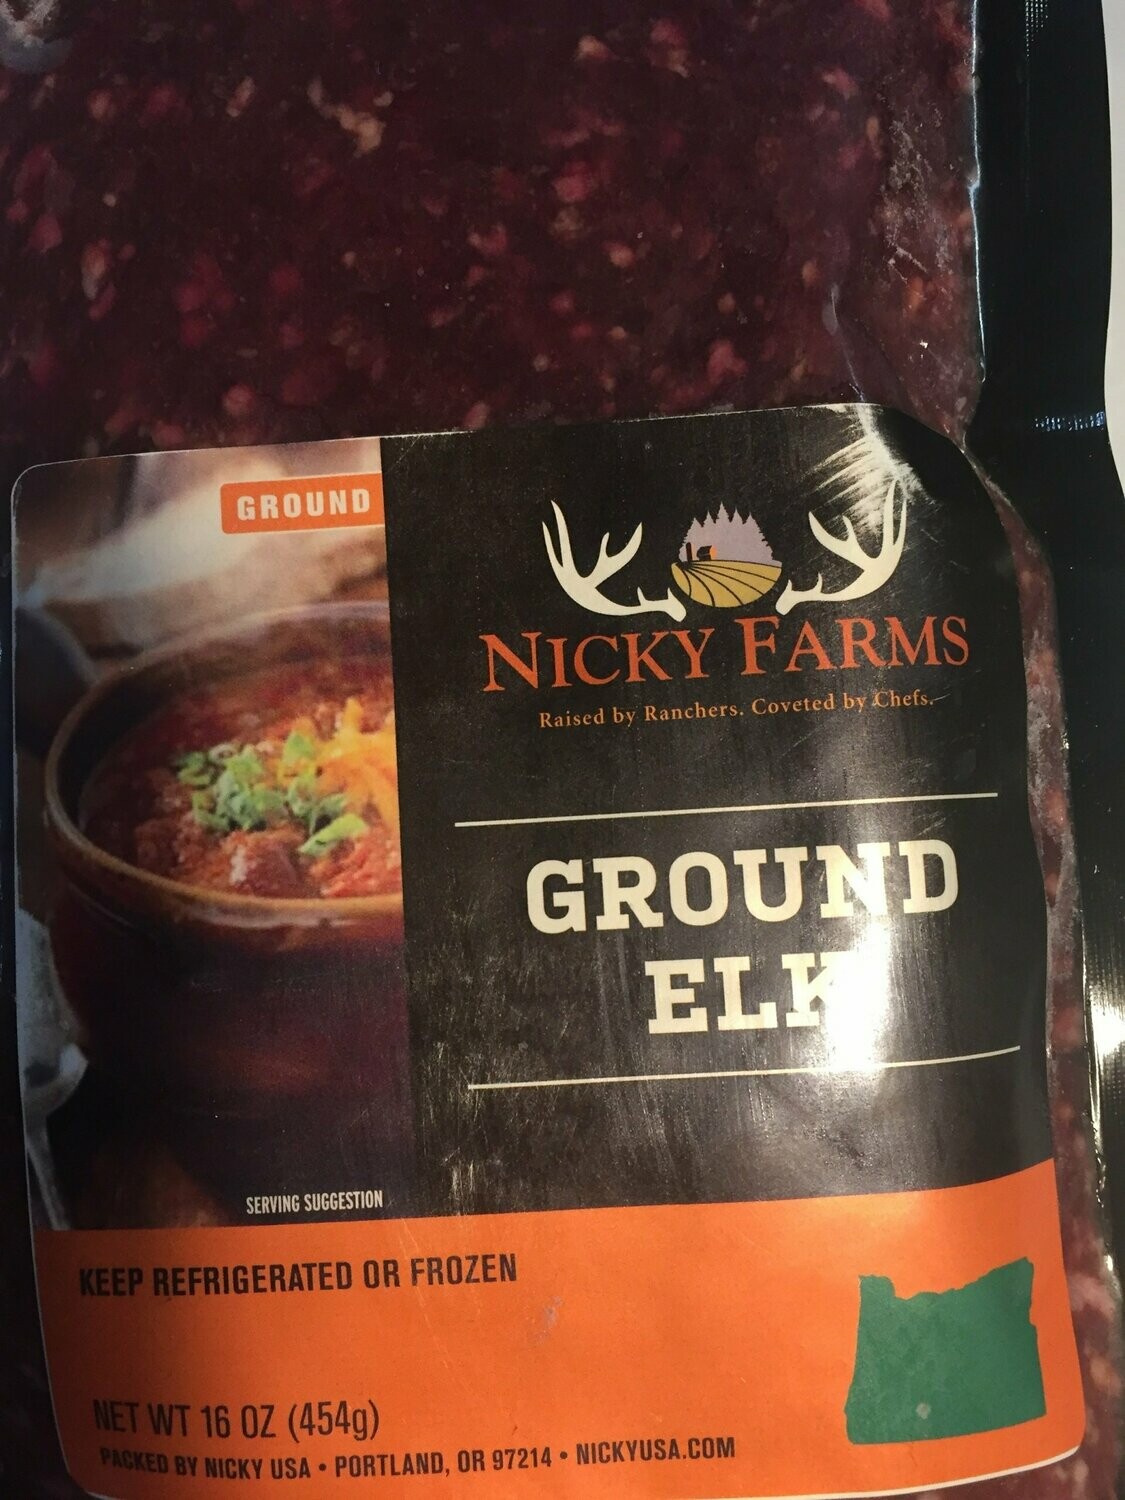 GROUND
NICKY FARMS
Raised by Ranchers. Coveted by Chefs.
GROUND
ELK
SERVING SUGGESTION
KEEP REFRIGERATED OR FROZEN
NET WT 16 OZ (454g)
PACKED BY NICKY USA • PORTLAND, OR 97214 • NICKYUSA.COM